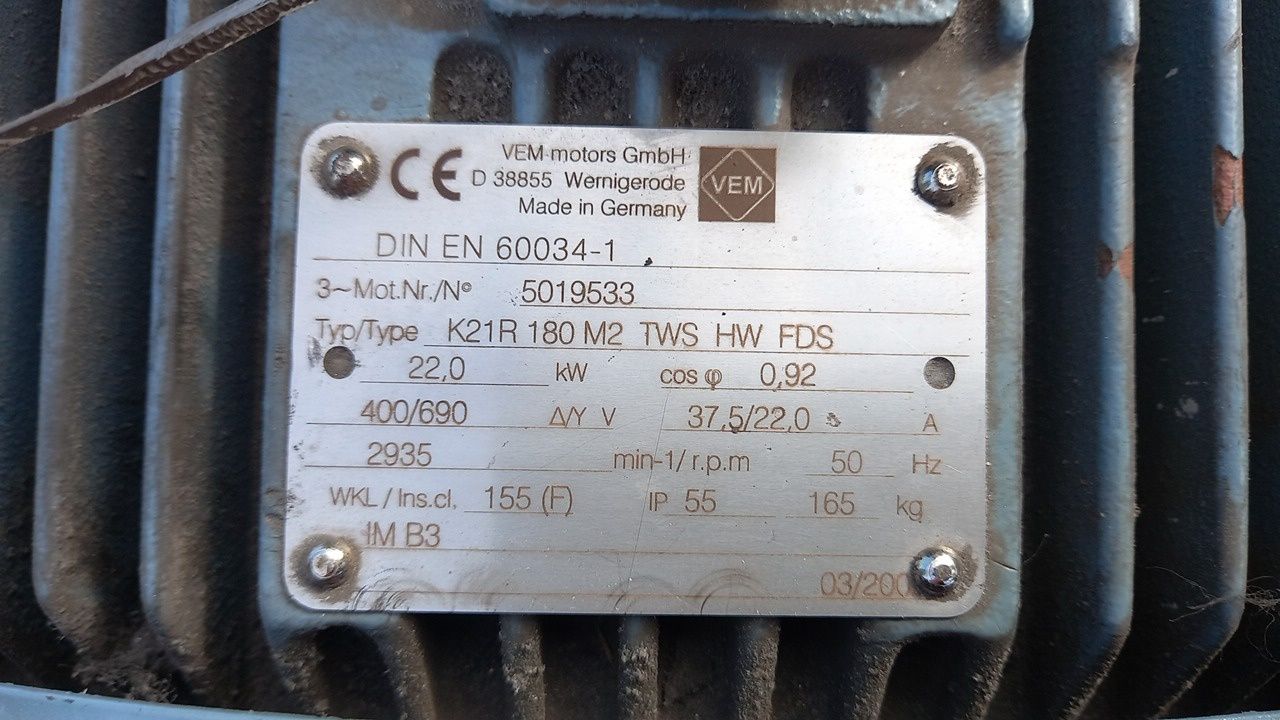 CE
VEM motors GmbH
D 38855 Wernigerode
Made in Germany
VEM
DIN EN 60034-1
3~Mot.Nr./N° 5019533
Typ/Type K21R 180 M2 TWS HW FDS
22,0 kW cos φ 0,92
400/690 Δ/Y V 37,5/22,0 A
2935 min-1/r.p.m 50 Hz
WKL/Ins.cl. 155 (F) IP 55 165 kg
IM B3